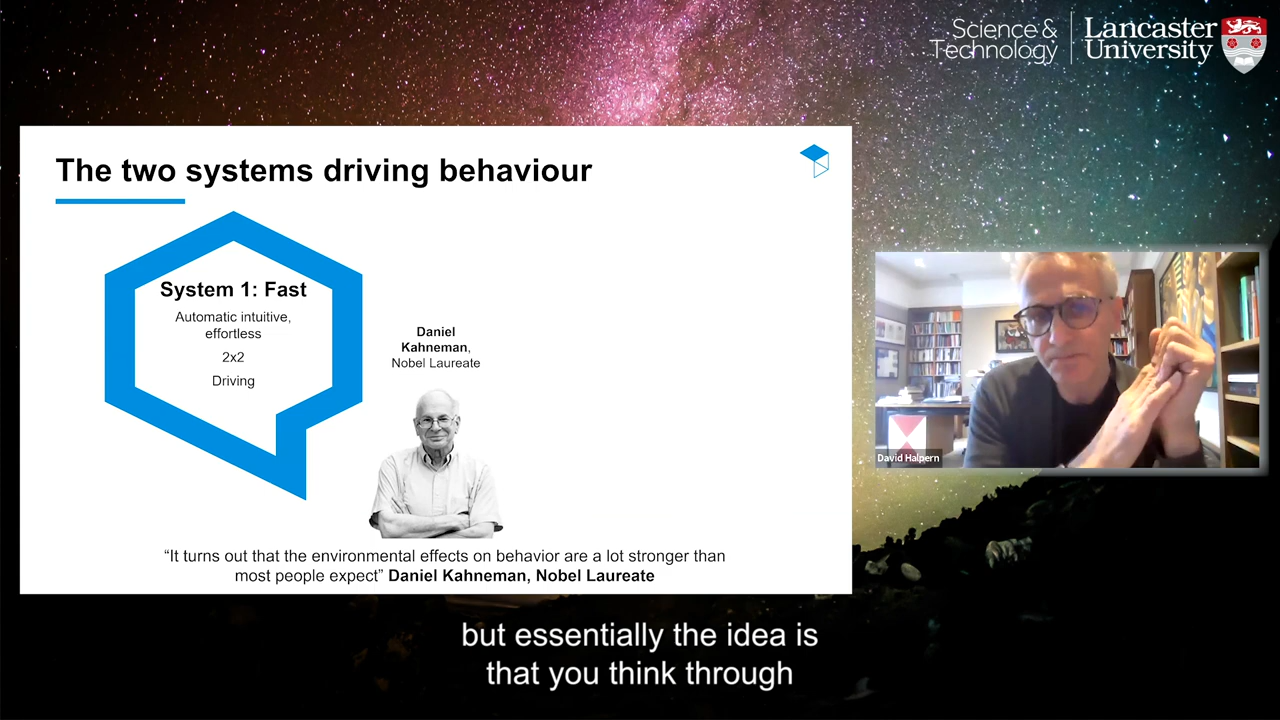 Science &
Technology
Lancaster
University
The two systems driving behaviour
System 1: Fast
Automatic intuitive,
effortless
2x2
Driving
Daniel
Kahneman,
Nobel Laureate
“It turns out that the environmental effects on behavior are a lot stronger than
most people expect” Daniel Kahneman, Nobel Laureate
David Halpern
but essentially the idea is
that you think through